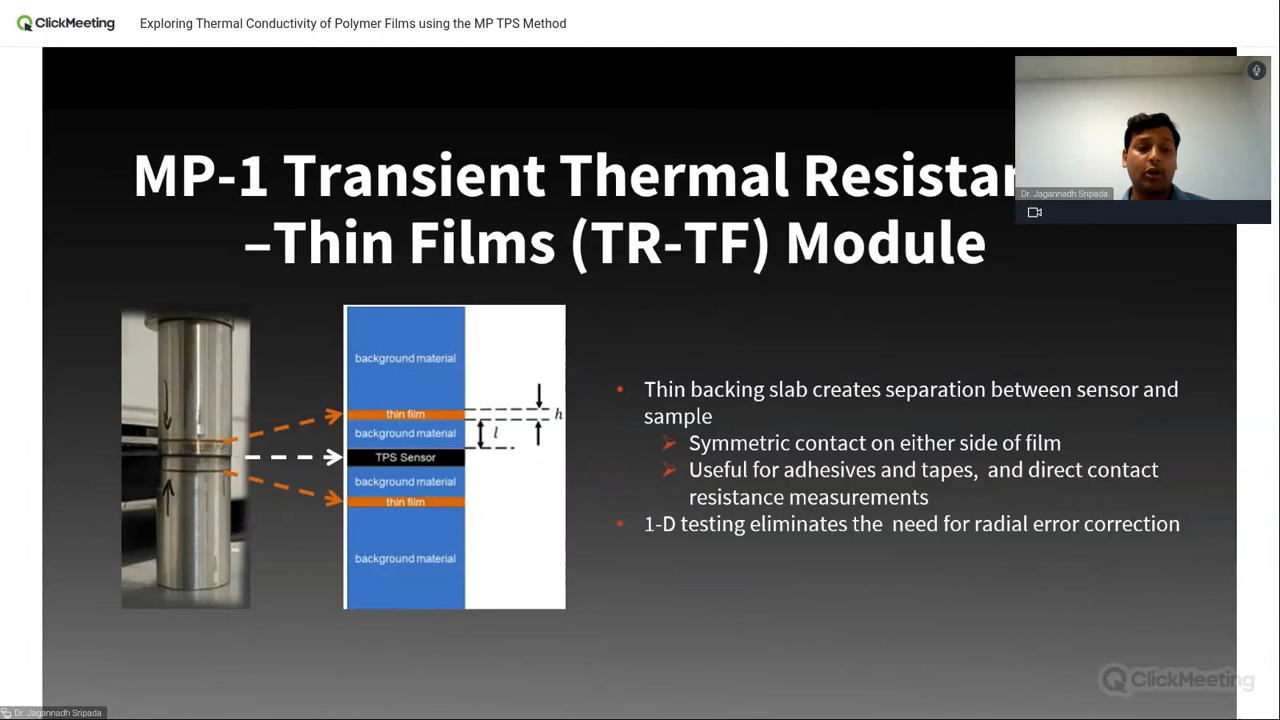 ClickMeeting
Exploring Thermal Conductivity of Polymer Films using the MP TPS Method
MP-1 Transient Thermal Resistan
–Thin Films (TR-TF) Module
Dr. Jagannadh Sripada
background material
thin film
h
background material
l
TPS Sensor
background material
thin film
background material
Thin backing slab creates separation between sensor and
sample
Symmetric contact on either side of film
Useful for adhesives and tapes, and direct contact
resistance measurements
1-D testing eliminates the need for radial error correction
ClickMeeting
Dr. Jagannadh Sripada